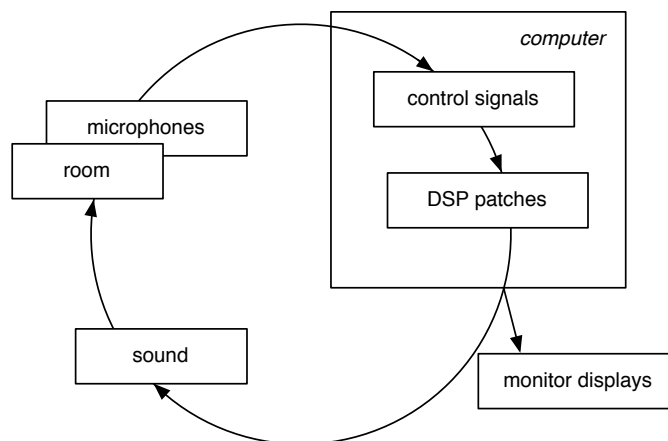 computer
control signals
microphones
room
DSP patches
sound
monitor displays